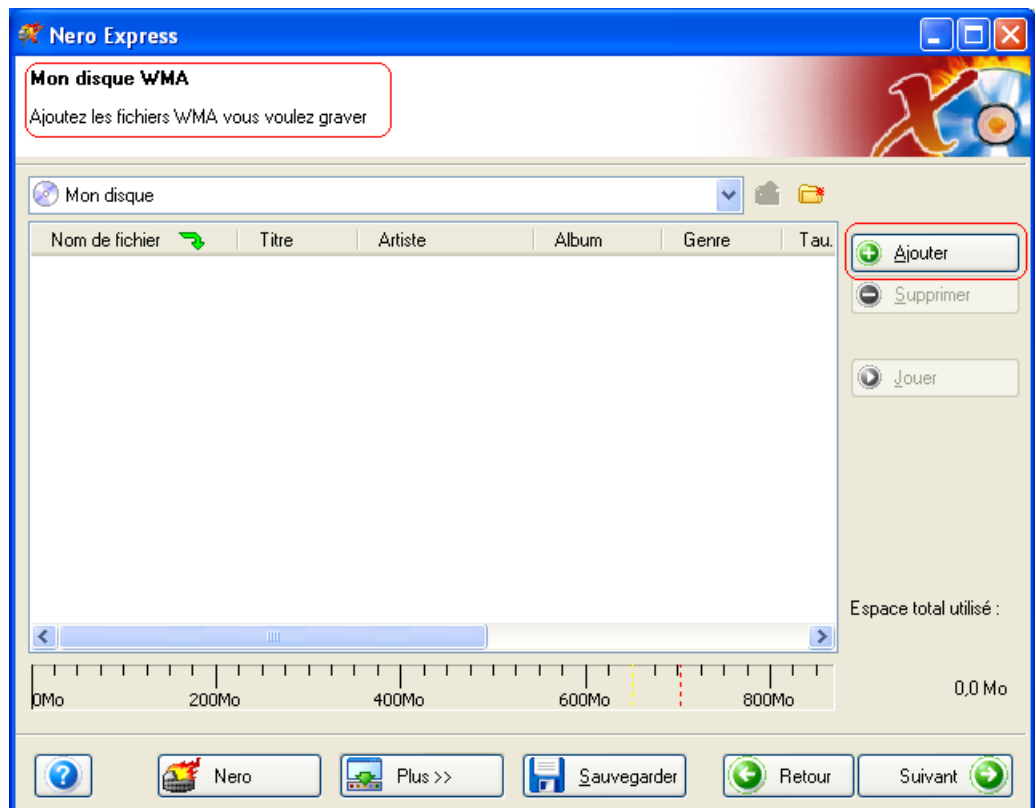 Nero Express
Mon disque WMA
Ajoutez les fichiers WMA vous voulez graver
Mon disque
Nom de fichier Titre Artiste Album Genre Tau.
Ajouter
Supprimer
Jouer
Espace total utilisé :
0Mo 200Mo 400Mo 600Mo 800Mo
0,0 Mo
Nero Plus >> Sauvegarder Retour Suivant